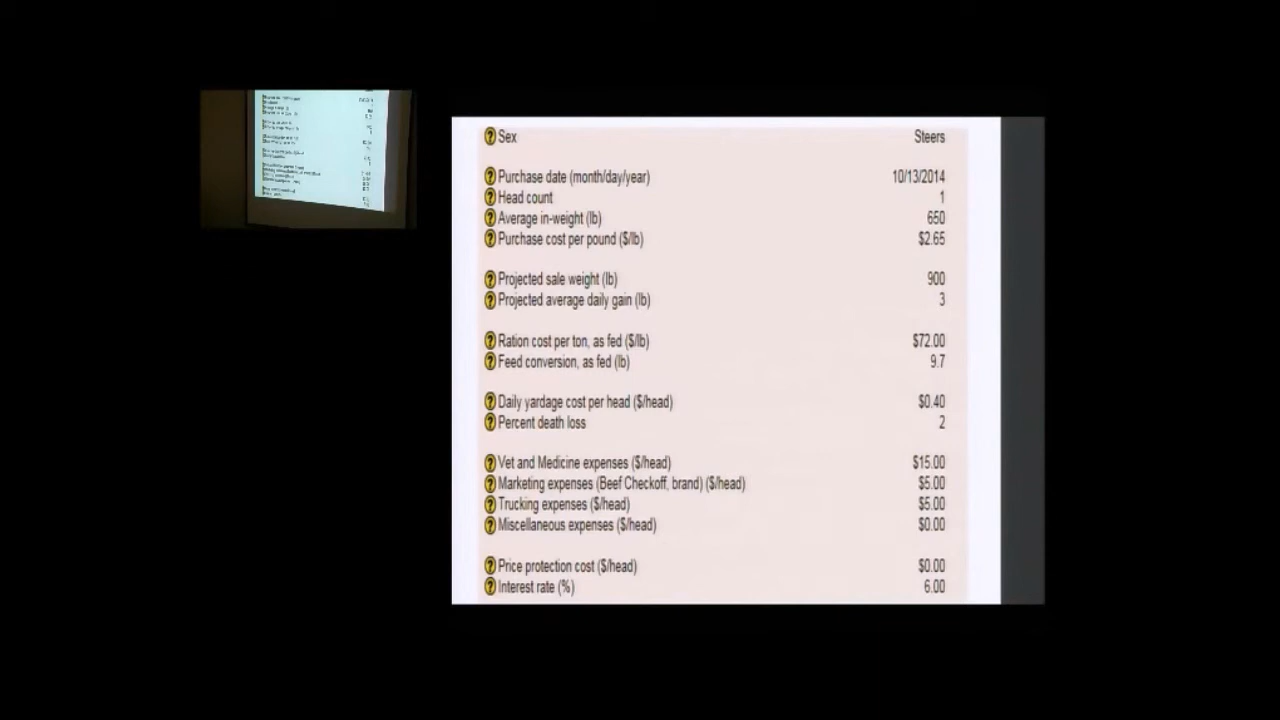 Sex Steers
Purchase date (month/day/year) 10/13/2014
Head count 1
Average in-weight (lb) 650
Purchase cost per pound ($/lb) $2.65
Projected sale weight (lb) 900
Projected average daily gain (lb) 3
Ration cost per ton, as fed ($/lb) $72.00
Feed conversion, as fed (lb) 9.7
Daily yardage cost per head ($/head) $0.40
Percent death loss 2
Vet and Medicine expenses ($/head) $15.00
Marketing expenses (Beef Checkoff, brand) ($/head) $5.00
Trucking expenses ($/head) $5.00
Miscellaneous expenses ($/head) $0.00
Price protection cost ($/head) $0.00
Interest rate (%) 6.00